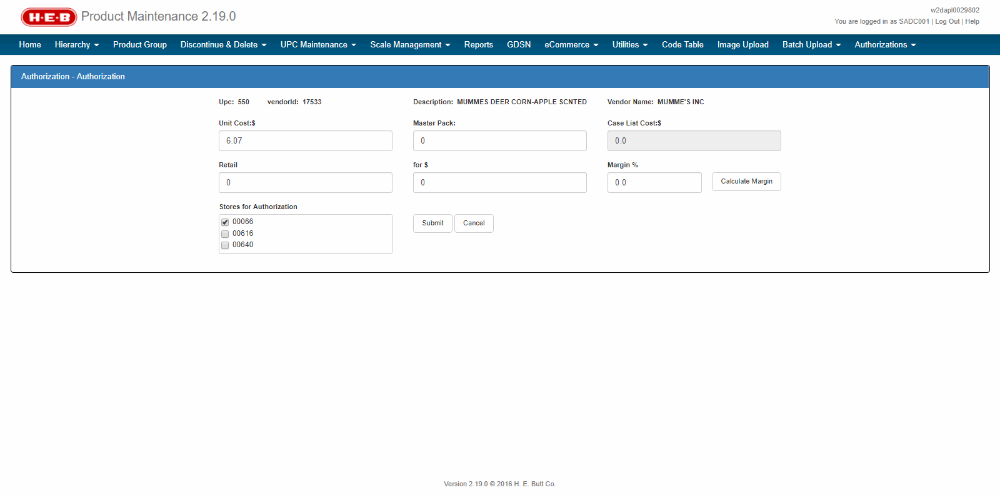 H-E-B Product Maintenance 2.19.0
w2dapl0029802
You are logged in as SADC001 | Log Out | Help
Home Hierarchy Product Group Discontinue & Delete UPC Maintenance Scale Management Reports GDSN eCommerce Utilities Code Table Image Upload Batch Upload Authorizations
Authorization - Authorization
Upc: 550 vendorId: 17533 Description: MUMMES DEER CORN-APPLE SCNTED Vendor Name: MUMME'S INC
Unit Cost:$ Master Pack: Case List Cost:$
6.07 0 0.0
Retail for $ Margin %
0 0 0.0 Calculate Margin
Stores for Authorization
00066 Submit Cancel
00616
00640
Version 2.19.0 © 2016 H. E. Butt Co.